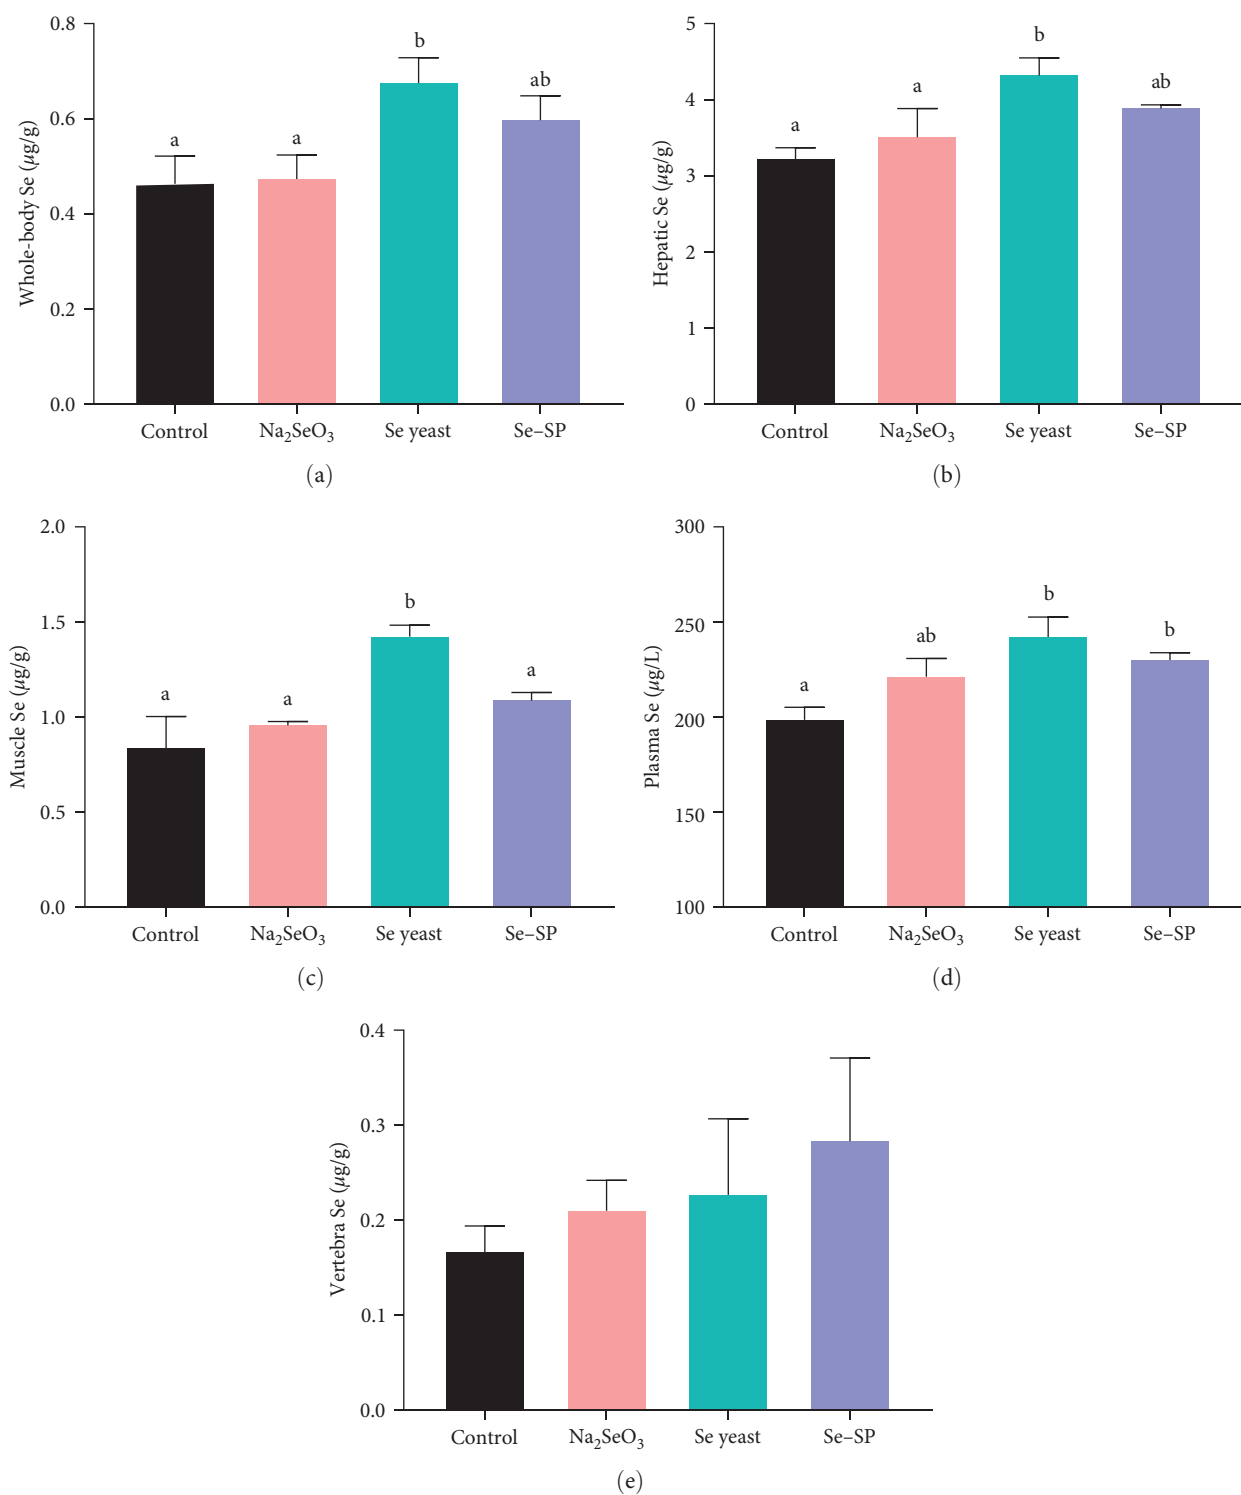 Whole-body Se (μg/g)
0.8
0.6
0.4
0.2
0.0
a
a
b
ab
Control
Na₂SeO₃
Se yeast
Se–SP
(a)
Hepatic Se (μg/g)
5
4
3
2
1
0
a
a
b
ab
Control
Na₂SeO₃
Se yeast
Se–SP
(b)
Muscle Se (μg/g)
2.0
1.5
1.0
0.5
0.0
a
a
b
a
Control
Na₂SeO₃
Se yeast
Se–SP
(c)
Plasma Se (μg/L)
300
250
200
150
100
a
ab
b
b
Control
Na₂SeO₃
Se yeast
Se–SP
(d)
Vertebra Se (μg/g)
0.4
0.3
0.2
0.1
0.0
Control
Na₂SeO₃
Se yeast
Se–SP
(e)